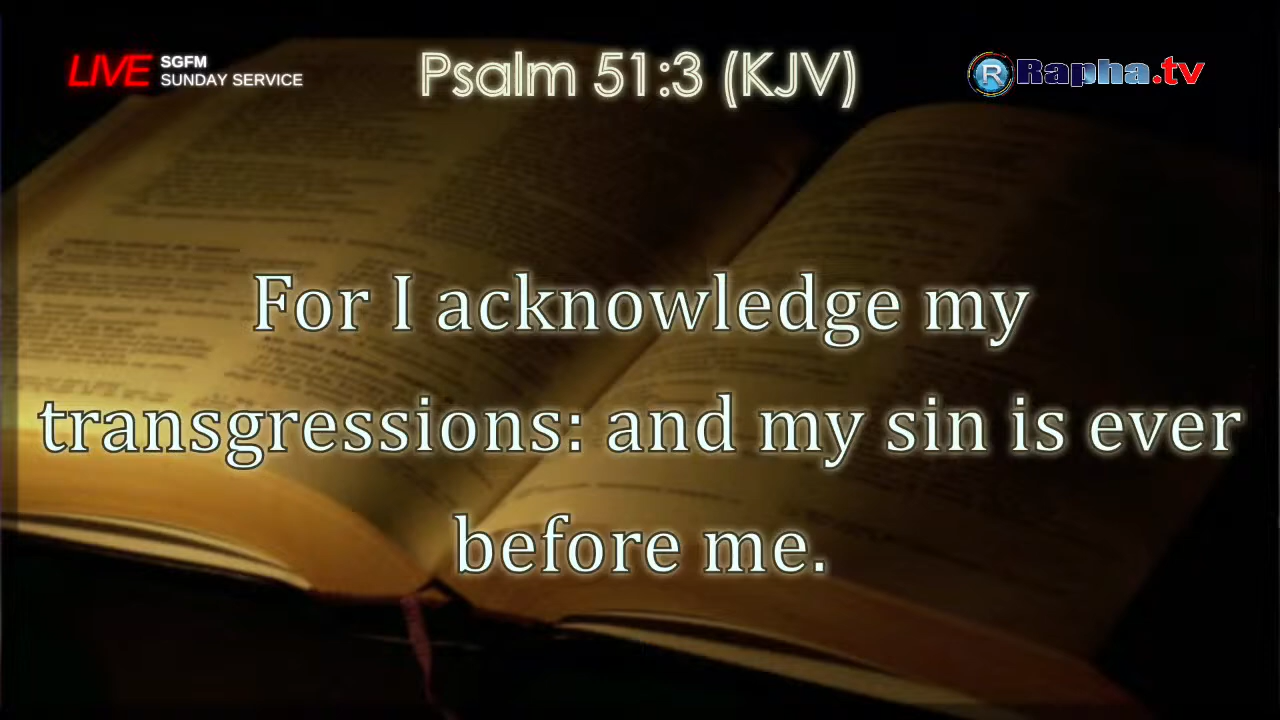 LIVE SGFM
SUNDAY SERVICE
Psalm 51:3 (KJV)
R Rapha.tv
For I acknowledge my
transgressions: and my sin is ever
before me.